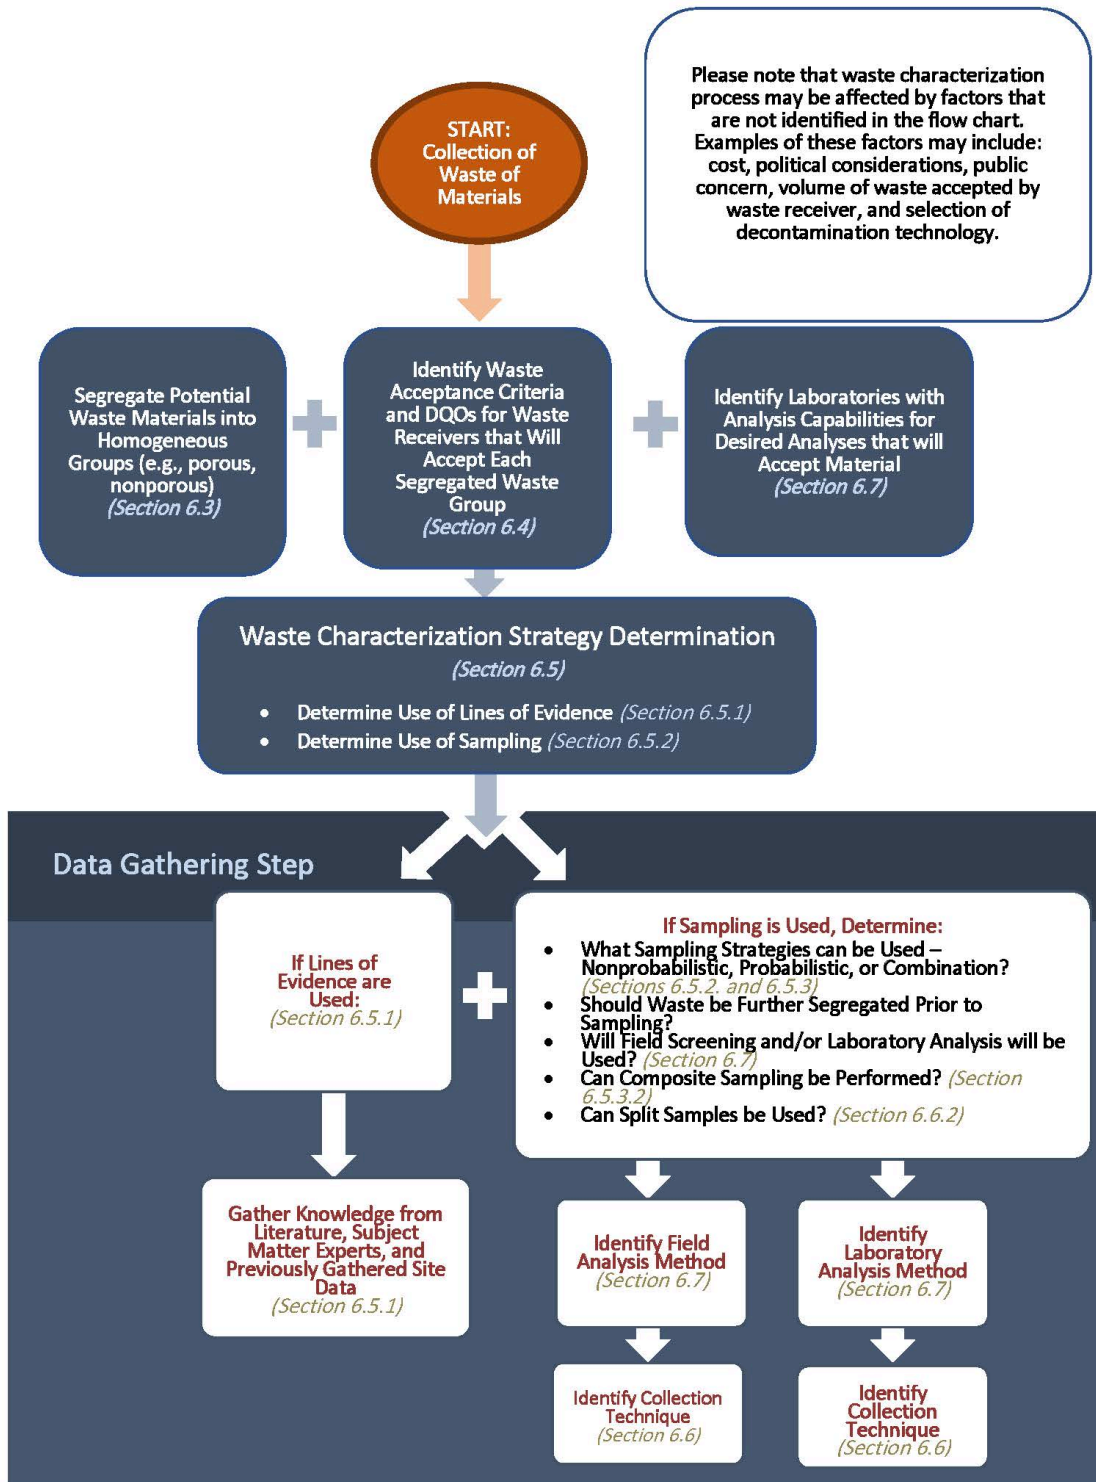 START:
Collection of
Waste of
Materials
Please note that waste characterization
process may be affected by factors that
are not identified in the flow chart.
Examples of these factors may include:
cost, political considerations, public
concern, volume of waste accepted by
waste receiver, and selection of
decontamination technology.
Segregate Potential
Waste Materials into
Homogeneous
Groups (e.g., porous,
nonporous)
(Section 6.3)
Identify Waste
Acceptance Criteria
and DQOs for Waste
Receivers that Will
Accept Each
Segregated Waste
Group
(Section 6.4)
Identify Laboratories with
Analysis Capabilities for
Desired Analyses that will
Accept Material
(Section 6.7)
Waste Characterization Strategy Determination
(Section 6.5)
• Determine Use of Lines of Evidence (Section 6.5.1)
• Determine Use of Sampling (Section 6.5.2)
Data Gathering Step
If Lines of
Evidence are
Used:
(Section 6.5.1)
If Sampling is Used, Determine:
• What Sampling Strategies can be Used –
Nonprobabilistic, Probabilistic, or Combination?
(Sections 6.5.2. and 6.5.3)
• Should Waste be Further Segregated Prior to
Sampling?
• Will Field Screening and/or Laboratory Analysis will be
Used? (Section 6.7)
• Can Composite Sampling be Performed? (Section
6.5.3.2)
• Can Split Samples be Used? (Section 6.6.2)
Gather Knowledge from
Literature, Subject
Matter Experts, and
Previously Gathered Site
Data
(Section 6.5.1)
Identify Field
Analysis Method
(Section 6.7)
Identify
Laboratory
Analysis Method
(Section 6.7)
Identify Collection
Technique
(Section 6.6)
Identify
Collection
Technique
(Section 6.6)